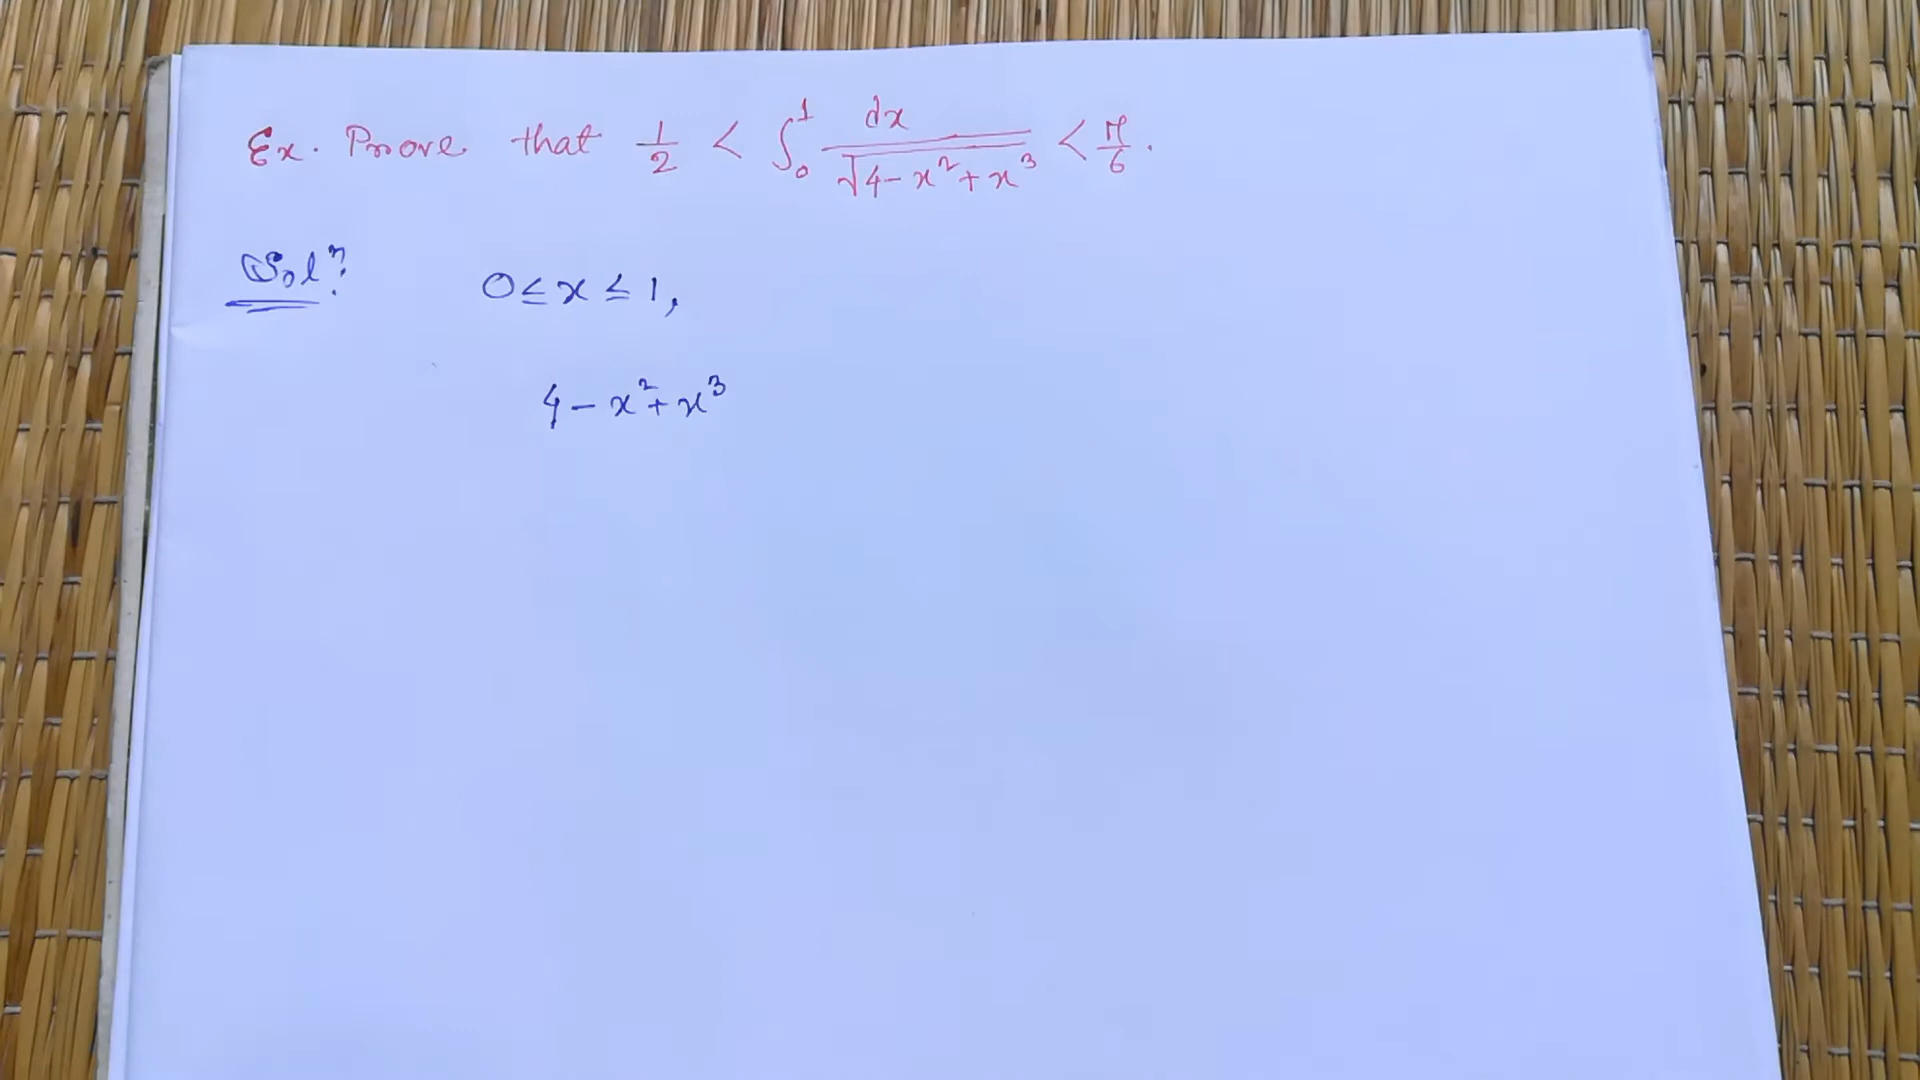 Ex. Prove that 1/2 < ∫₀¹ dx/√(4-x²+x³) < π/6.
Solⁿ. 0≤x≤1,
4-x²+x³